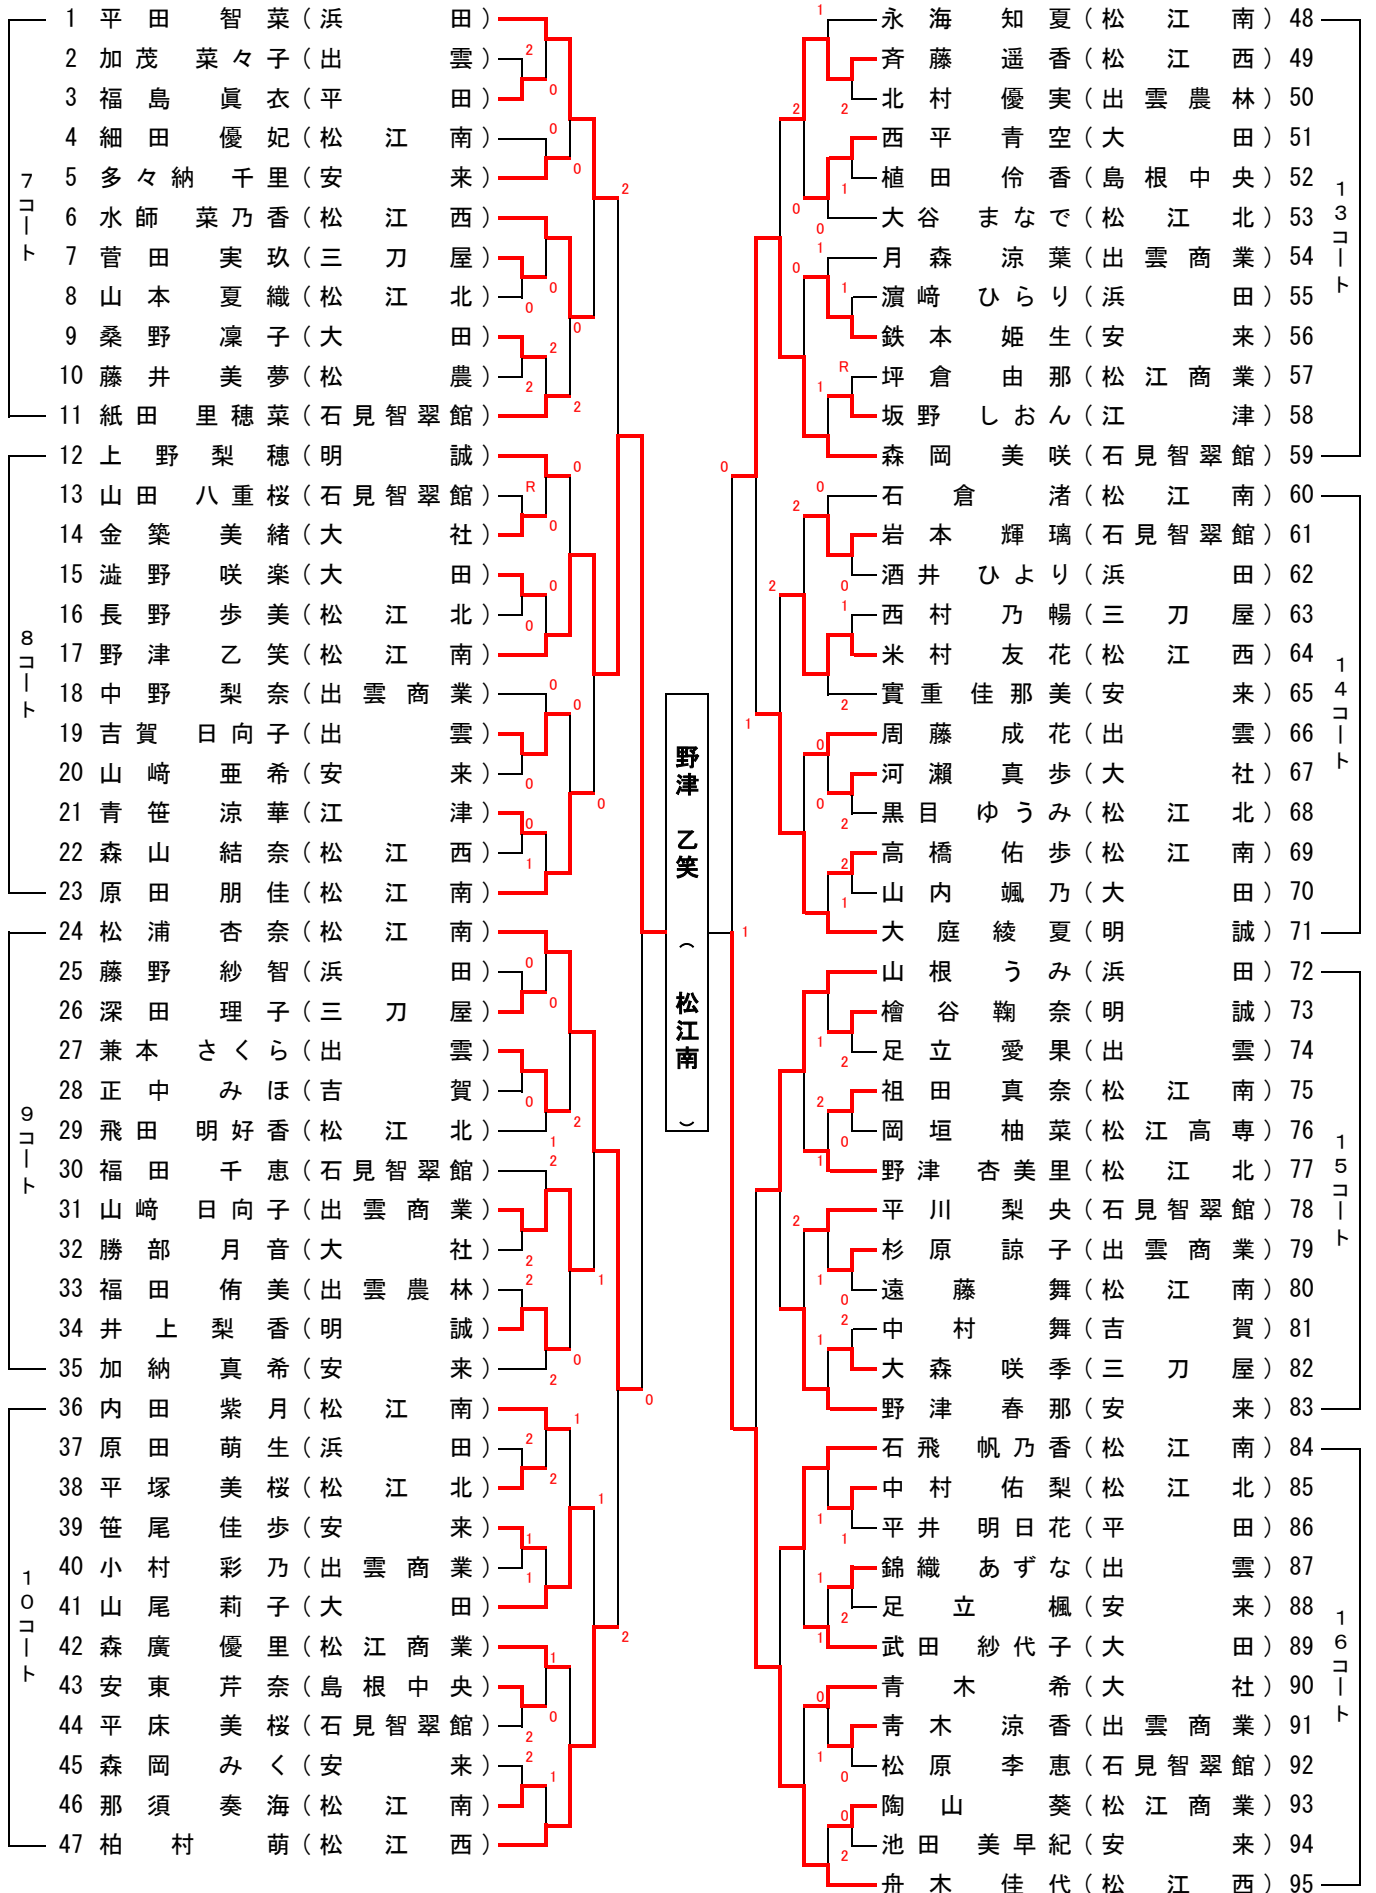 1 平田 智菜（浜田）
2 加茂 菜々子（出雲）
3 福島 眞衣（平田）
4 細田 優妃（松江南）
5 多々納 千里（安来）
6 水師 菜乃香（松江西）
7 菅田 実玖（三刀屋）
8 山本 夏織（松江北）
9 桑野 凜子（大田）
10 藤井 美夢（松農）
11 紙田 里穂菜（石見智翠館）
7コート
12 上野 梨穂（明誠）
13 山田 八重桜（石見智翠館）
14 金築 美緒（大社）
15 澁野 咲楽（大田）
16 長野 歩美（松江北）
17 野津 乙笑（松江南）
18 中野 梨奈（出雲商業）
19 吉賀 日向子（出雲）
20 山﨑 亜希（安来）
21 青笹 涼華（江津）
22 森山 結奈（松江西）
23 原田 朋佳（松江南）
8コート
24 松浦 杏奈（松江南）
25 藤野 紗智（浜田）
26 深田 理子（三刀屋）
27 兼本 さくら（出雲）
28 正中 みほ（吉賀）
29 飛田 明好香（松江北）
30 福田 千恵（石見智翠館）
31 山﨑 日向子（出雲商業）
32 勝部 月音（大社）
33 福田 侑美（出雲農林）
34 井上 梨香（明誠）
35 加納 真希（安来）
9コート
36 内田 紫月（松江南）
37 原田 萌生（浜田）
38 平塚 美桜（松江北）
39 笹尾 佳歩（安来）
40 小村 彩乃（出雲商業）
41 山尾 莉子（大田）
42 森廣 優里（松江商業）
43 安東 芹奈（島根中央）
44 平床 美桜（石見智翠館）
45 森岡 みく（安来）
46 那須 奏海（松江南）
47 柏村 萌（松江西）
10コート
野津 乙笑（松江南）
永海 知夏（松江南）48
斉藤 遥香（松江西）49
北村 優実（出雲農林）50
西平 青空（大田）51
植田 伶香（島根中央）52
大谷 まなで（松江北）53
月森 涼葉（出雲商業）54
濵﨑 ひらり（浜田）55
鉄本 姫生（安来）56
坪倉 由那（松江商業）57
坂野 しおん（江津）58
森岡 美咲（石見智翠館）59
13コート
石倉 渚（松江南）60
岩本 輝璃（石見智翠館）61
酒井 ひより（浜田）62
西村 乃暢（三刀屋）63
米村 友花（松江西）64
實重 佳那美（安来）65
周藤 成花（出雲）66
河瀬 真歩（大社）67
黒目 ゆうみ（松江北）68
高橋 佑歩（松江南）69
山内 颯乃（大田）70
大庭 綾夏（明誠）71
14コート
山根 うみ（浜田）72
檜谷 鞠奈（明誠）73
足立 愛果（出雲）74
祖田 真奈（松江南）75
岡垣 柚菜（松江高専）76
野津 杏美里（松江北）77
平川 梨央（石見智翠館）78
杉原 諒子（出雲商業）79
遠藤 舞（松江南）80
中村 舞（吉賀）81
大森 咲季（三刀屋）82
野津 春那（安来）83
15コート
石飛 帆乃香（松江南）84
中村 佑梨（松江北）85
平井 明日花（平田）86
錦織 あずな（出雲）87
足立 楓（安来）88
武田 紗代子（大田）89
青木 希（大社）90
靑木 涼香（出雲商業）91
松原 李恵（石見智翠館）92
陶山 葵（松江商業）93
池田 美早紀（安来）94
舟木 佳代（松江西）95
16コート